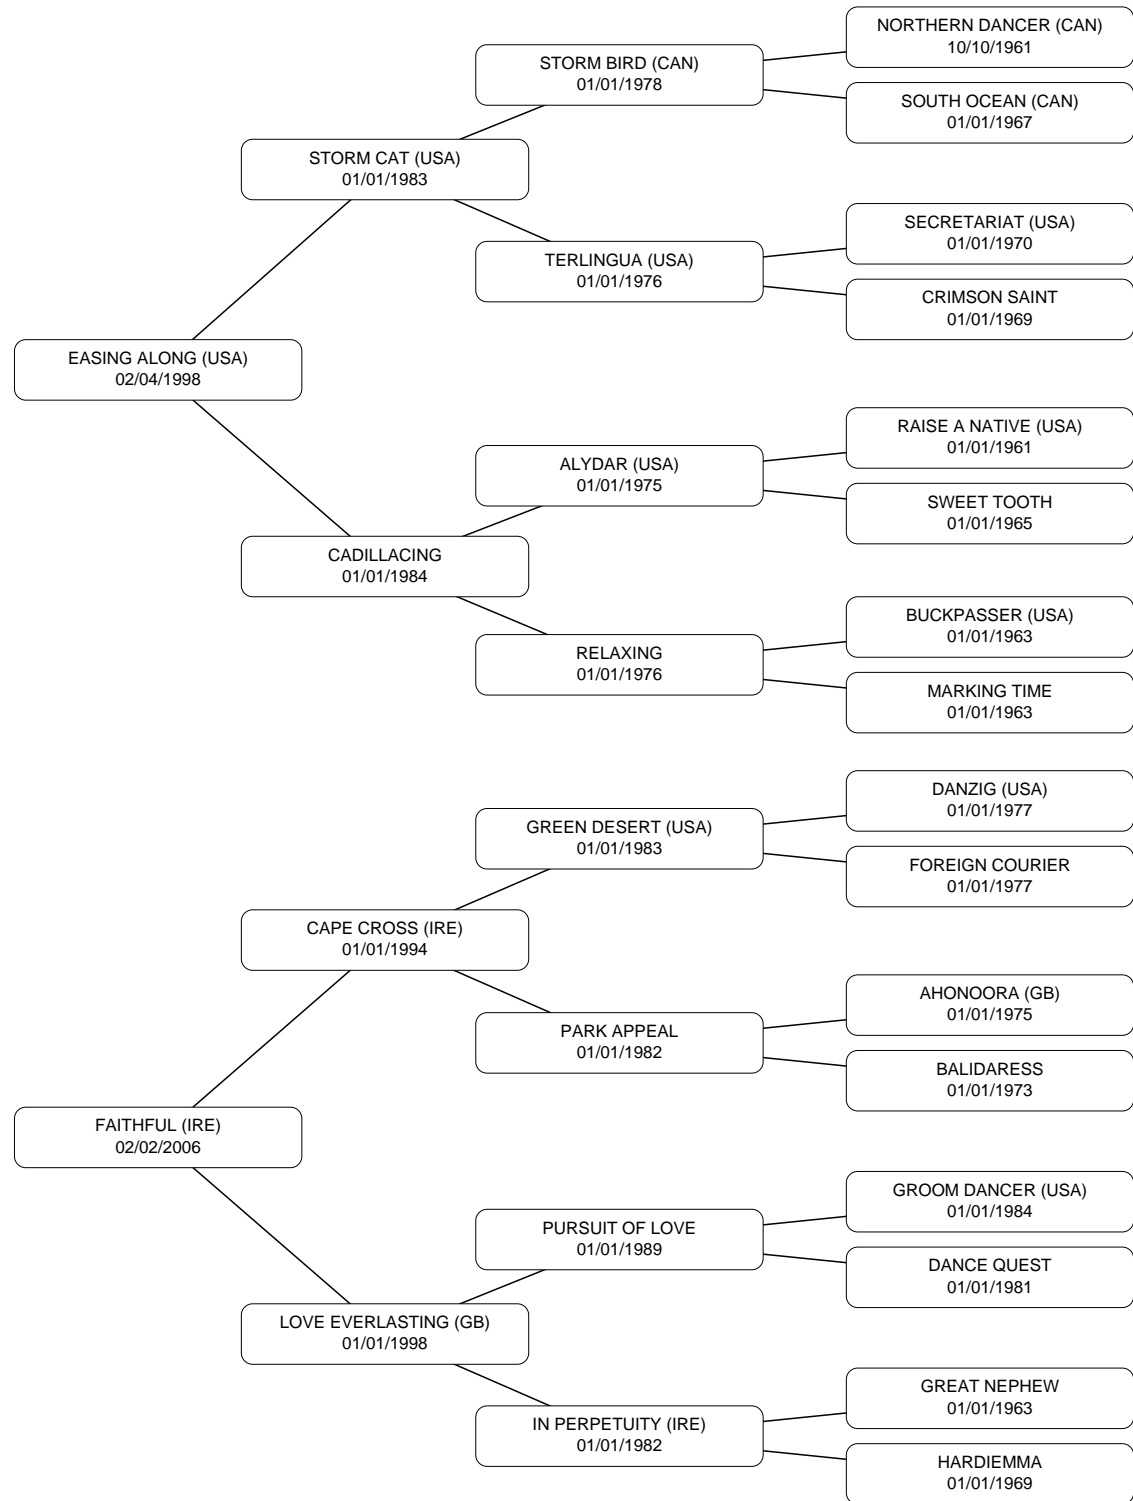 NORTHERN DANCER (CAN)
10/10/1961
STORM BIRD (CAN)
01/01/1978
SOUTH OCEAN (CAN)
01/01/1967
STORM CAT (USA)
01/01/1983
SECRETARIAT (USA)
01/01/1970
TERLINGUA (USA)
01/01/1976
CRIMSON SAINT
01/01/1969
EASING ALONG (USA)
02/04/1998
RAISE A NATIVE (USA)
01/01/1961
ALYDAR (USA)
01/01/1975
SWEET TOOTH
01/01/1965
CADILLACING
01/01/1984
BUCKPASSER (USA)
01/01/1963
RELAXING
01/01/1976
MARKING TIME
01/01/1963
DANZIG (USA)
01/01/1977
GREEN DESERT (USA)
01/01/1983
FOREIGN COURIER
01/01/1977
CAPE CROSS (IRE)
01/01/1994
AHONOORA (GB)
01/01/1975
PARK APPEAL
01/01/1982
BALIDARESS
01/01/1973
FAITHFUL (IRE)
02/02/2006
GROOM DANCER (USA)
01/01/1984
PURSUIT OF LOVE
01/01/1989
DANCE QUEST
01/01/1981
LOVE EVERLASTING (GB)
01/01/1998
GREAT NEPHEW
01/01/1963
IN PERPETUITY (IRE)
01/01/1982
HARDIEMMA
01/01/1969